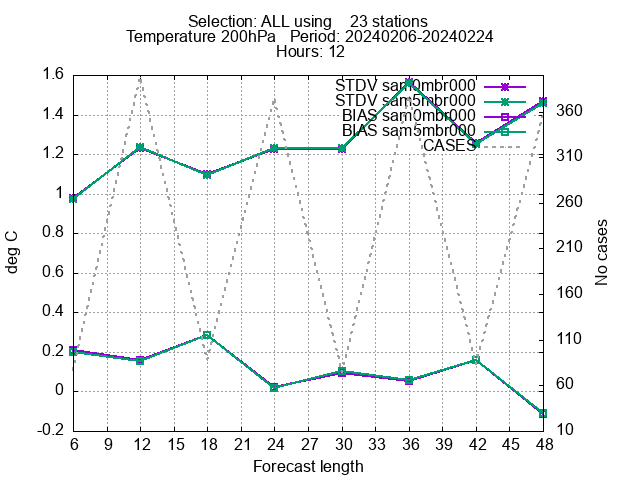 Selection: ALL using 23 stations
Temperature 200hPa Period: 20240206-20240224
Hours: 12
STDV sam0mbr000
STDV sam5mbr000
BIAS sam0mbr000
BIAS sam5mbr000
CASES
1.6
1.4
1.2
1
0.8
0.6
0.4
0.2
0
-0.2
deg C
360
310
260
210
160
110
60
10
No cases
6 9 12 15 18 21 24 27 30 33 36 39 42 45 48
Forecast length